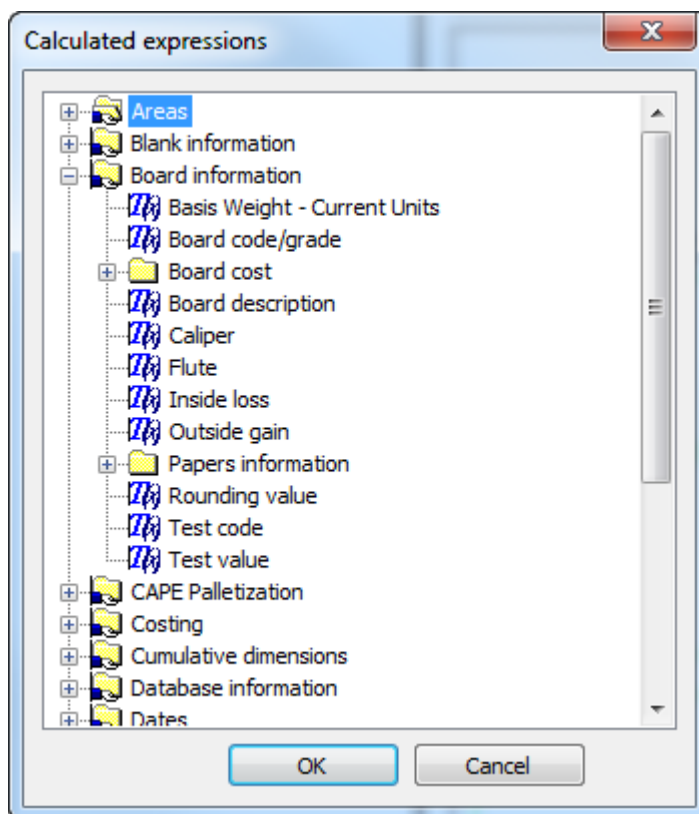 Calculated expressions
Areas
Blank information
Board information
Basis Weight - Current Units
Board code/grade
Board cost
Board description
Caliper
Flute
Inside loss
Outside gain
Papers information
Rounding value
Test code
Test value
CAPE Palletization
Costing
Cumulative dimensions
Database information
Dates
OK Cancel